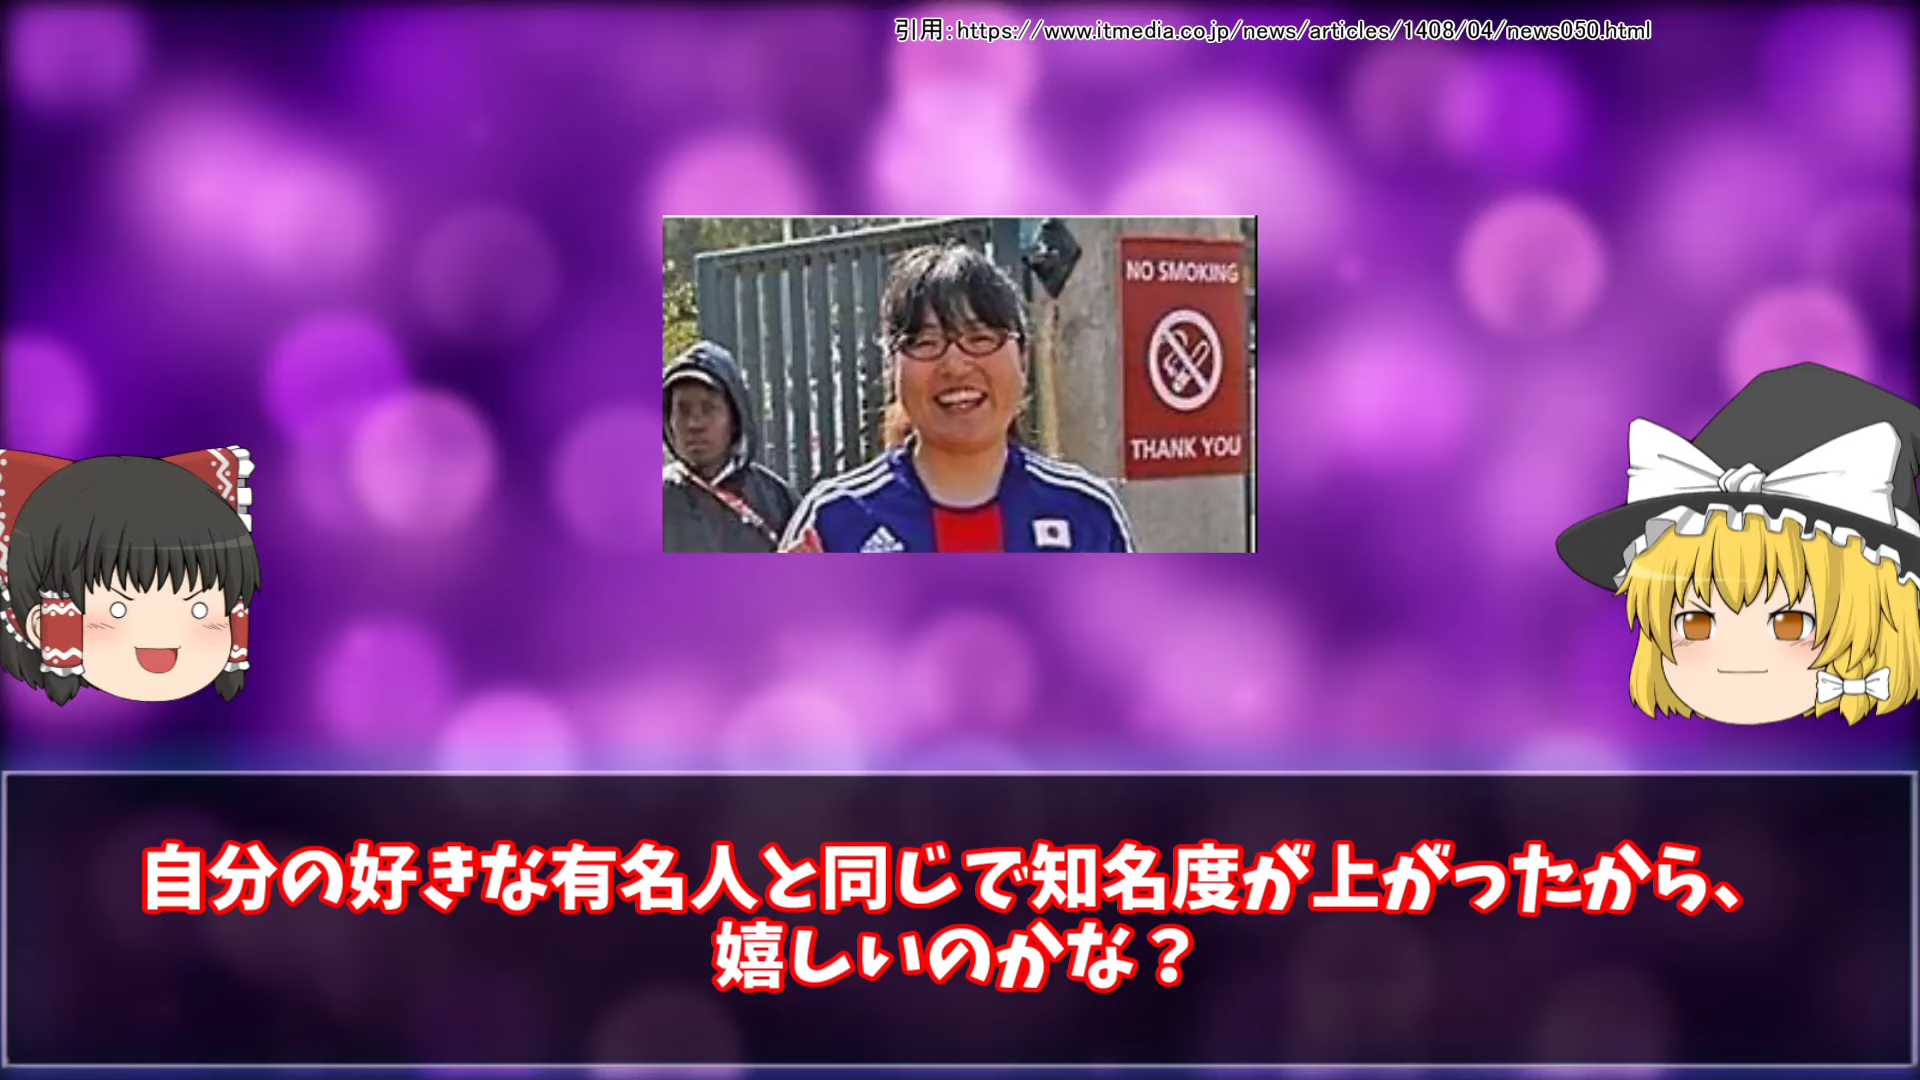 引用:https://www.itmedia.co.jp/news/articles/1408/04/news050.html
NO SMOKING
THANK YOU
adidas
自分の好きな有名人と同じで知名度が上がったから、
嬉しいのかな？